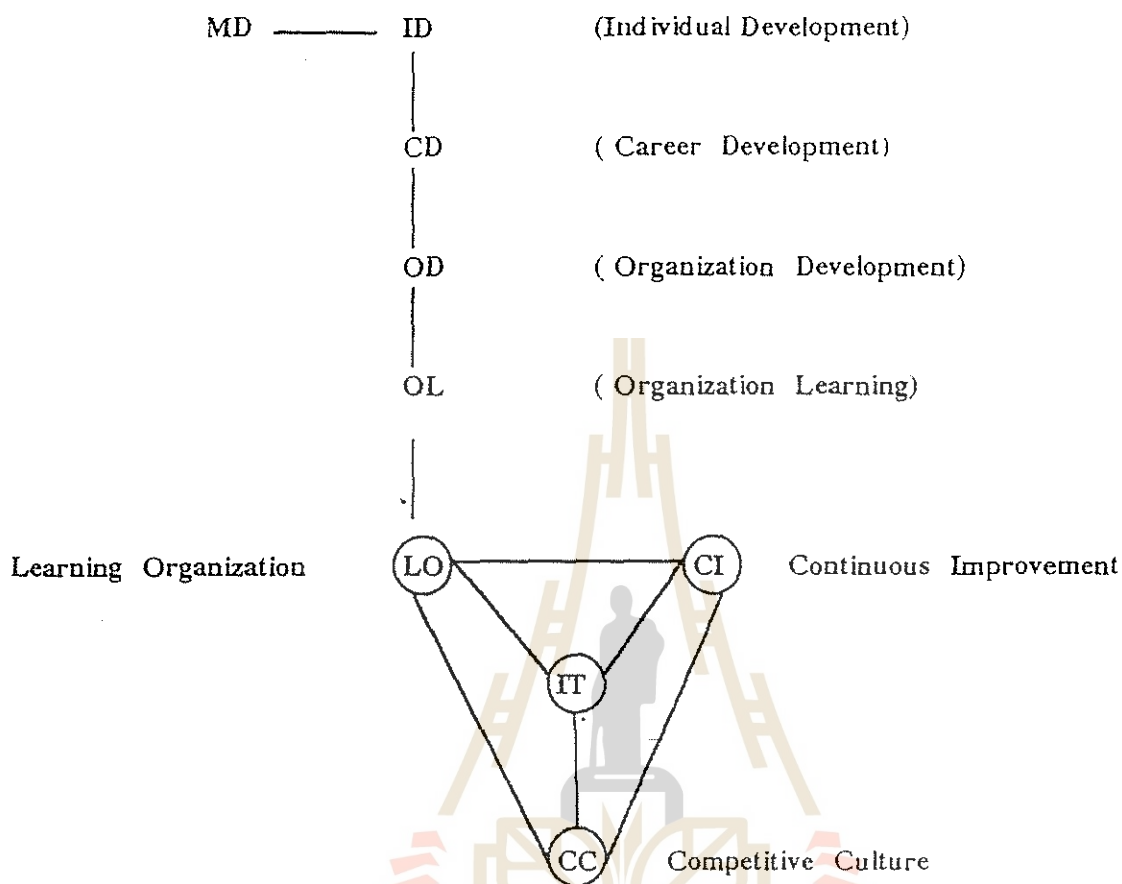 MD ID (Individual Development)
CD ( Career Development)
OD ( Organization Development)
OL ( Organization Learning)
Learning Organization LO CI Continuous Improvement
IT
CC Competitive Culture